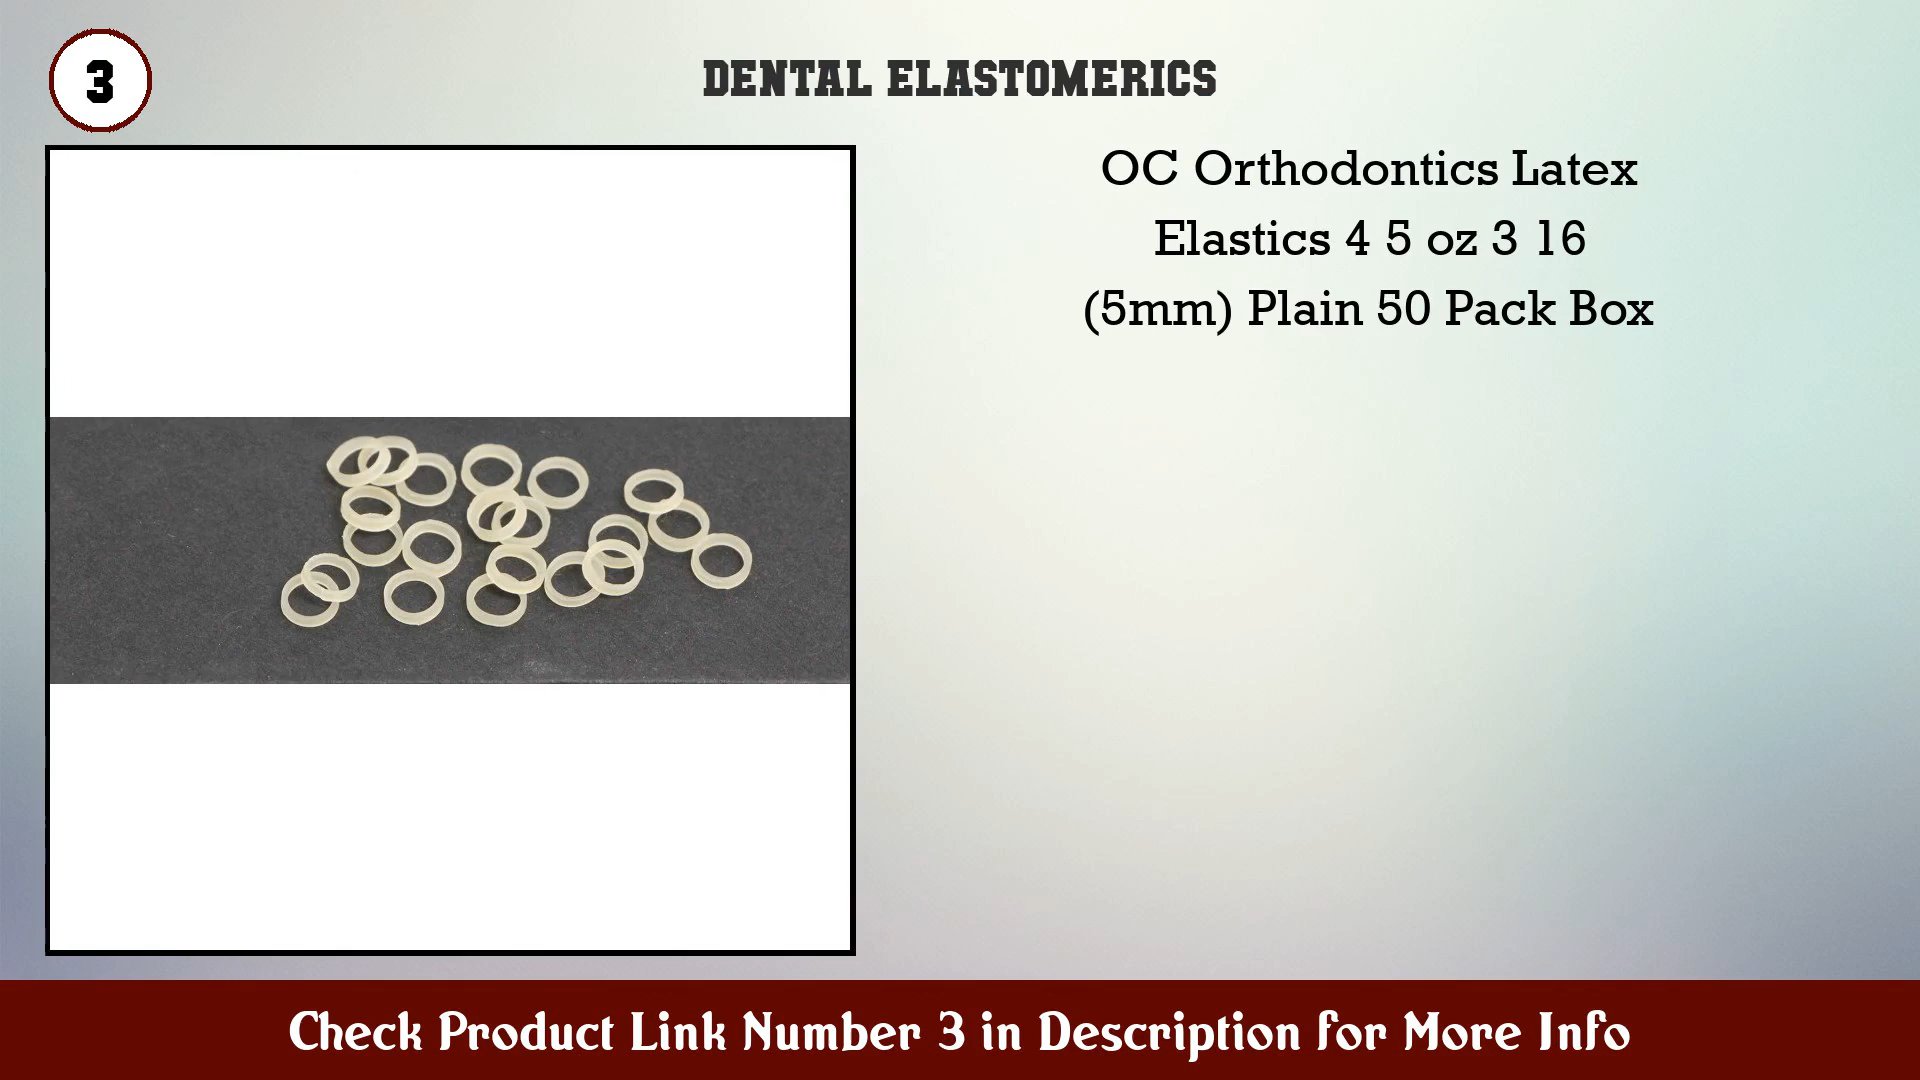 3
DENTAL ELASTOMERICS
OC Orthodontics Latex
Elastics 4 5 oz 3 16
(5mm) Plain 50 Pack Box
Check Product Link Number 3 in Description for More Info